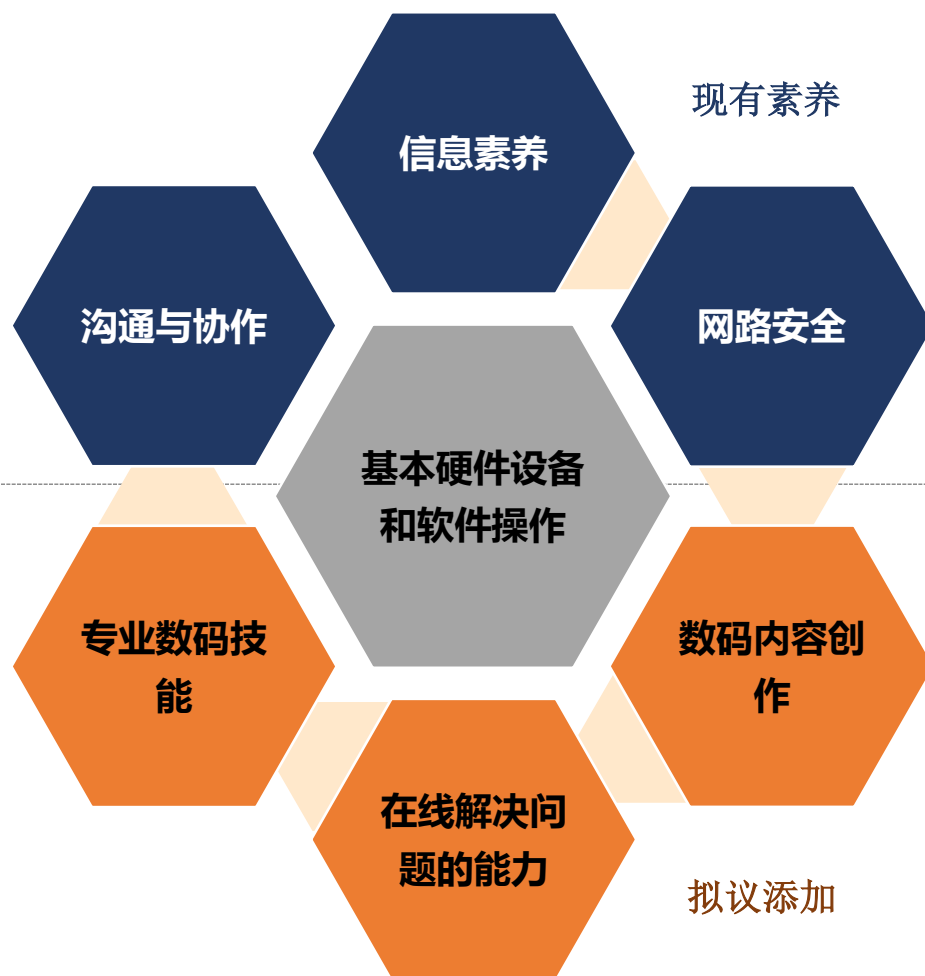 现有素养
信息素养
沟通与协作
网路安全
基本硬件设备
和软件操作
专业数码技
能
数码内容创
作
在线解决问
题的能力
拟议添加